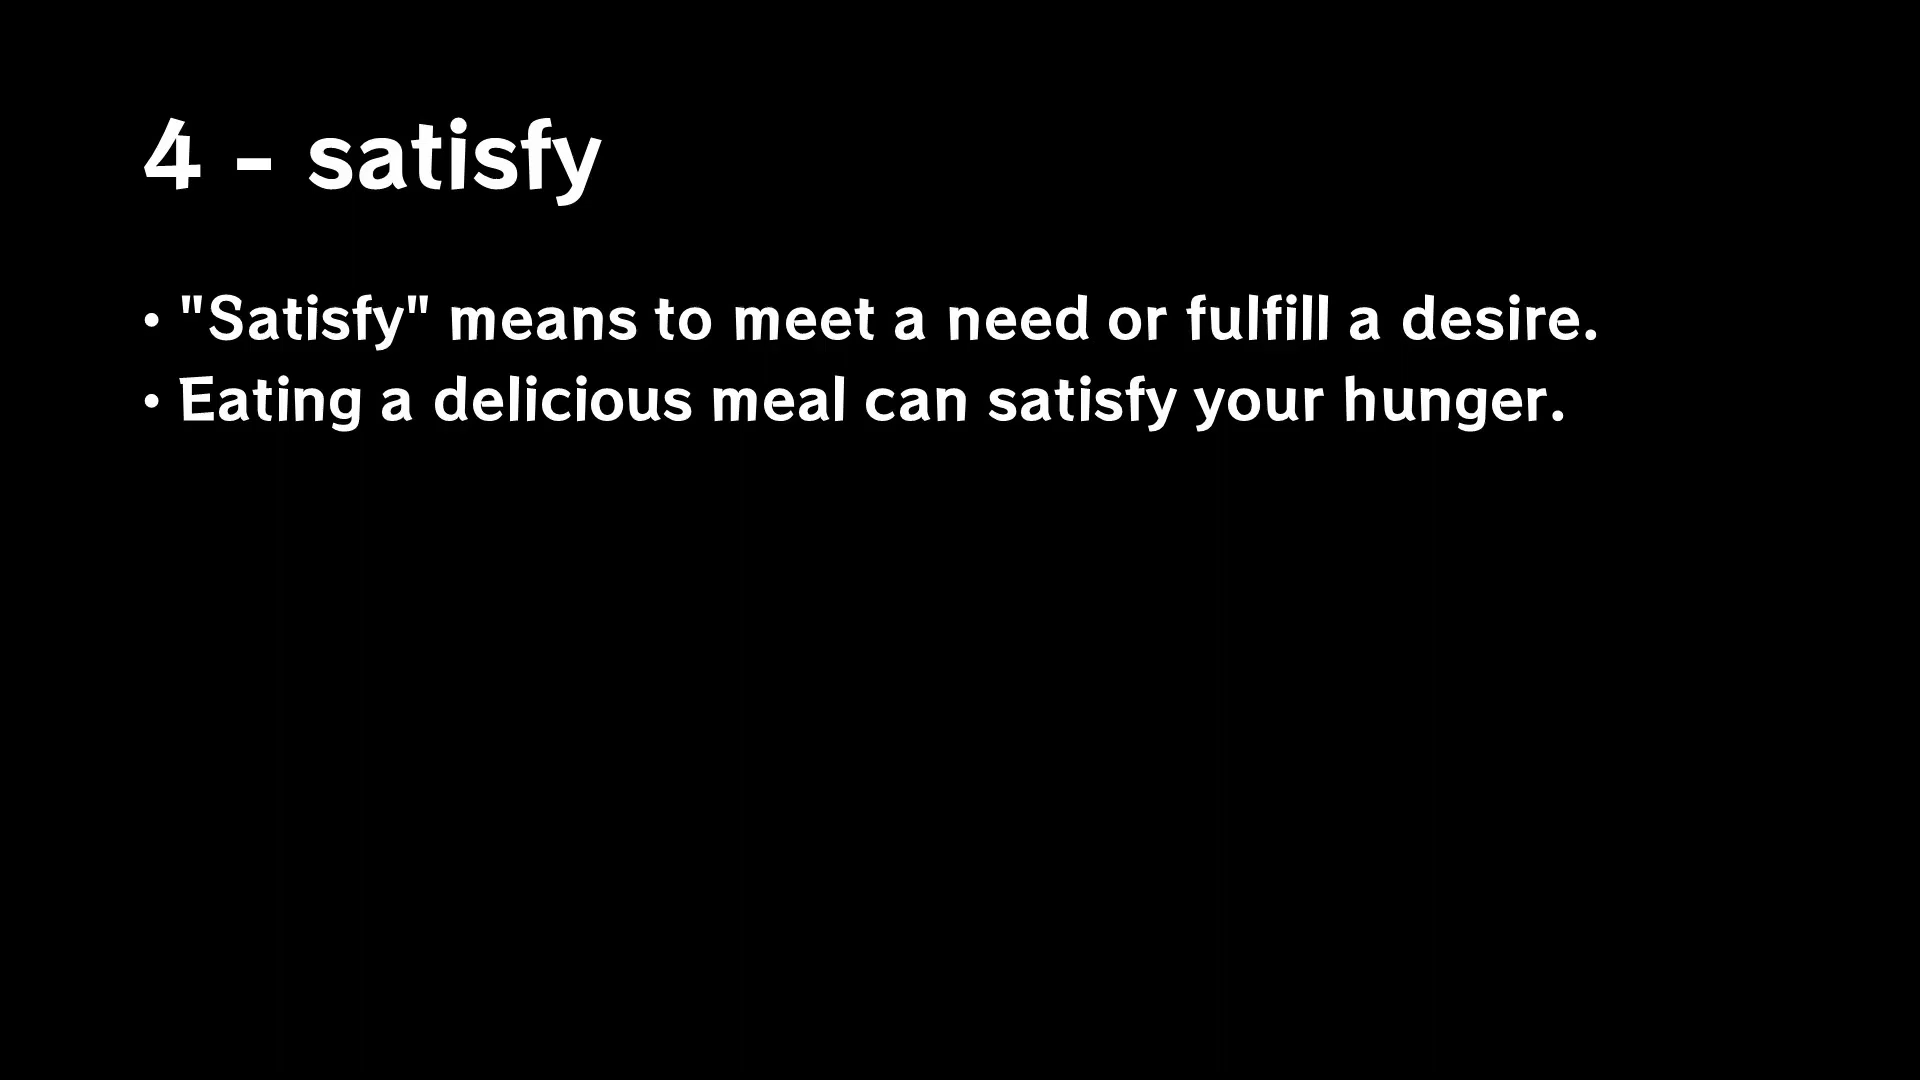 4 - satisfy
• "Satisfy" means to meet a need or fulfill a desire.
• Eating a delicious meal can satisfy your hunger.